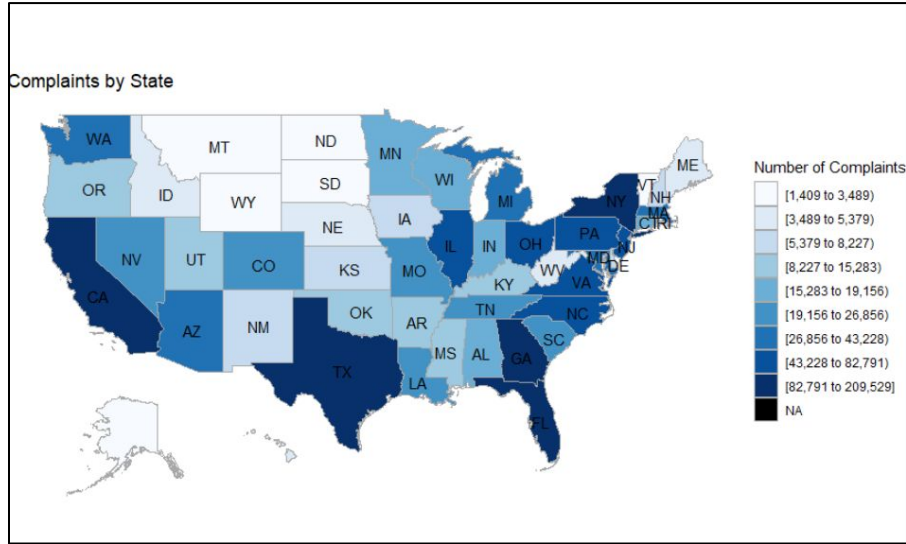 Complaints by State
WA
MT
ND
MN
ME
VT
NH
OR
ID
SD
WI
MI
NY
MA
CT
RI
WY
NE
IA
PA
NJ
NV
UT
CO
KS
MO
IL
IN
OH
WV
MD
DE
CA
KY
VA
AZ
NM
OK
AR
TN
NC
SC
TX
LA
MS
AL
GA
FL
Number of Complaints
[1,409 to 3,489)
[3,489 to 5,379)
[5,379 to 8,227)
[8,227 to 15,283)
[15,283 to 19,156)
[19,156 to 26,856)
[26,856 to 43,228)
[43,228 to 82,791)
[82,791 to 209,529]
NA